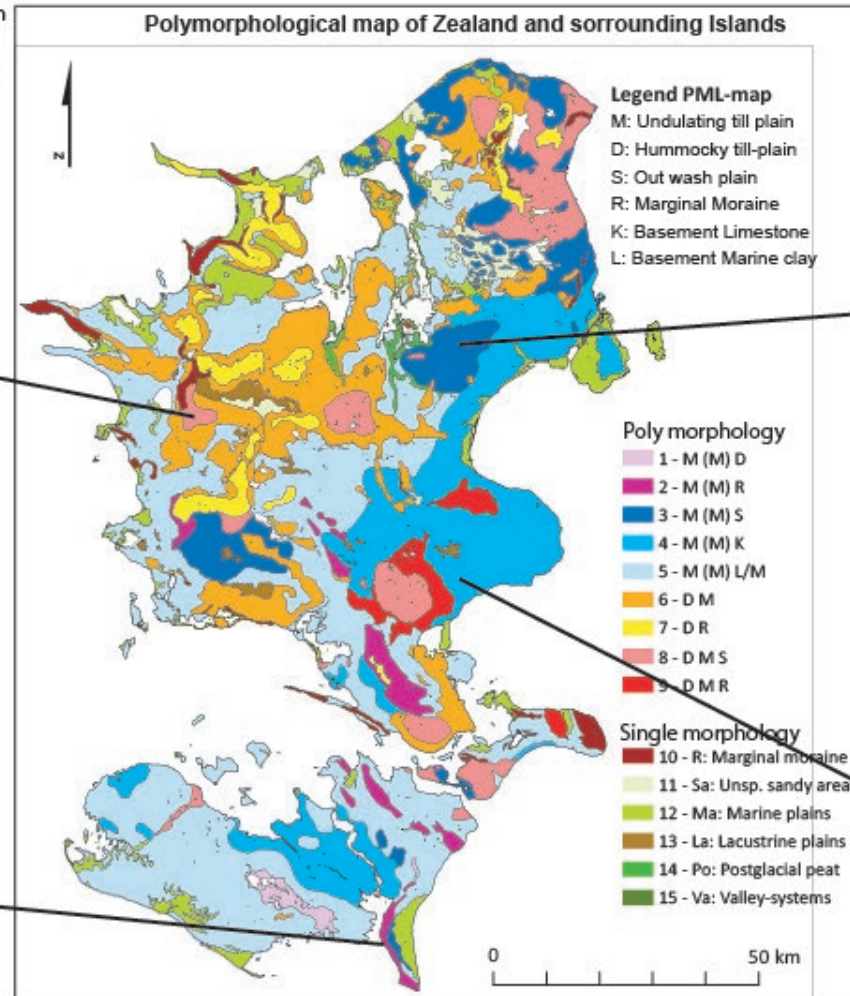 n
Polymorphological map of Zealand and sorrounding Islands
N
Legend PML-map
M: Undulating till plain
D: Hummocky till-plain
S: Out wash plain
R: Marginal Moraine
K: Basement Limestone
L: Basement Marine clay
Poly morphology
1 - M (M) D
2 - M (M) R
3 - M (M) S
4 - M (M) K
5 - M (M) L/M
6 - D M
7 - D R
8 - D M S
9 - D M R
Single morphology
10 - R: Marginal moraine
11 - Sa: Unsp. sandy area
12 - Ma: Marine plains
13 - La: Lacustrine plains
14 - Po: Postglacial peat
15 - Va: Valley-systems
0 50 km